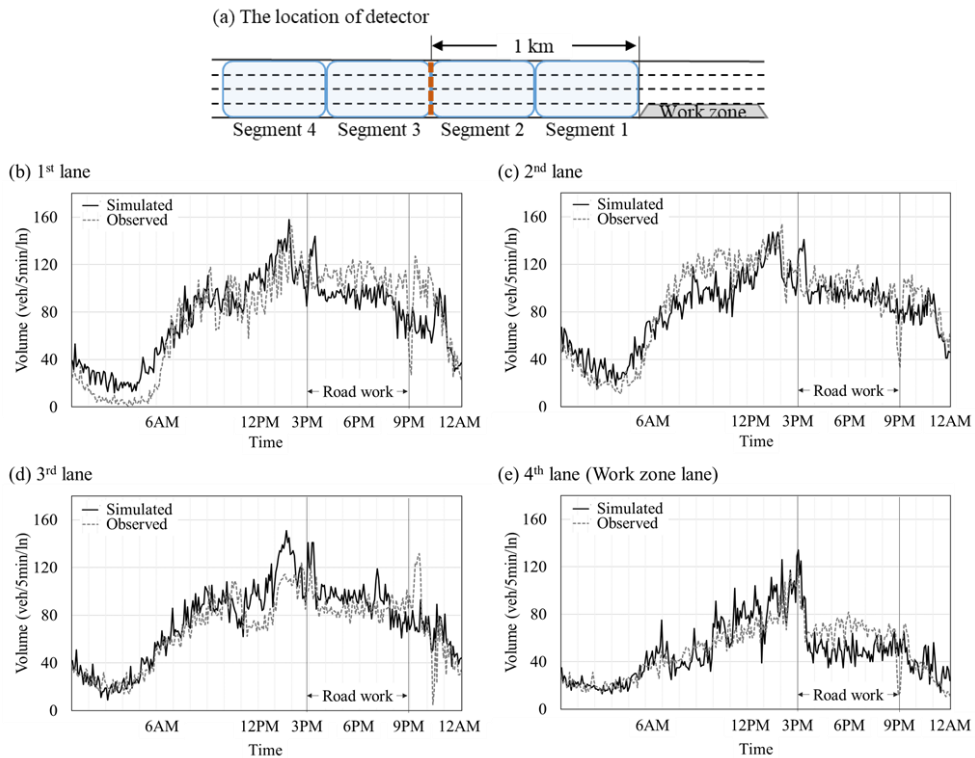 (a) The location of detector
1 km
Work zone
Segment 4 Segment 3 Segment 2 Segment 1
(b) 1st lane
Simulated
Observed
160
120
80
40
0
Volume (veh/5min/ln)
Road work
6AM 12PM 3PM 6PM 9PM 12AM
Time
(c) 2nd lane
Simulated
Observed
160
120
80
40
0
Volume (veh/5min/ln)
Road work
6AM 12PM 3PM 6PM 9PM 12AM
Time
(d) 3rd lane
Simulated
Observed
160
120
80
40
0
Volume (veh/5min/ln)
Road work
6AM 12PM 3PM 6PM 9PM 12AM
Time
(e) 4th lane (Work zone lane)
Simulated
Observed
160
120
80
40
0
Volume (veh/5min/ln)
Road work
6AM 12PM 3PM 6PM 9PM 12AM
Time